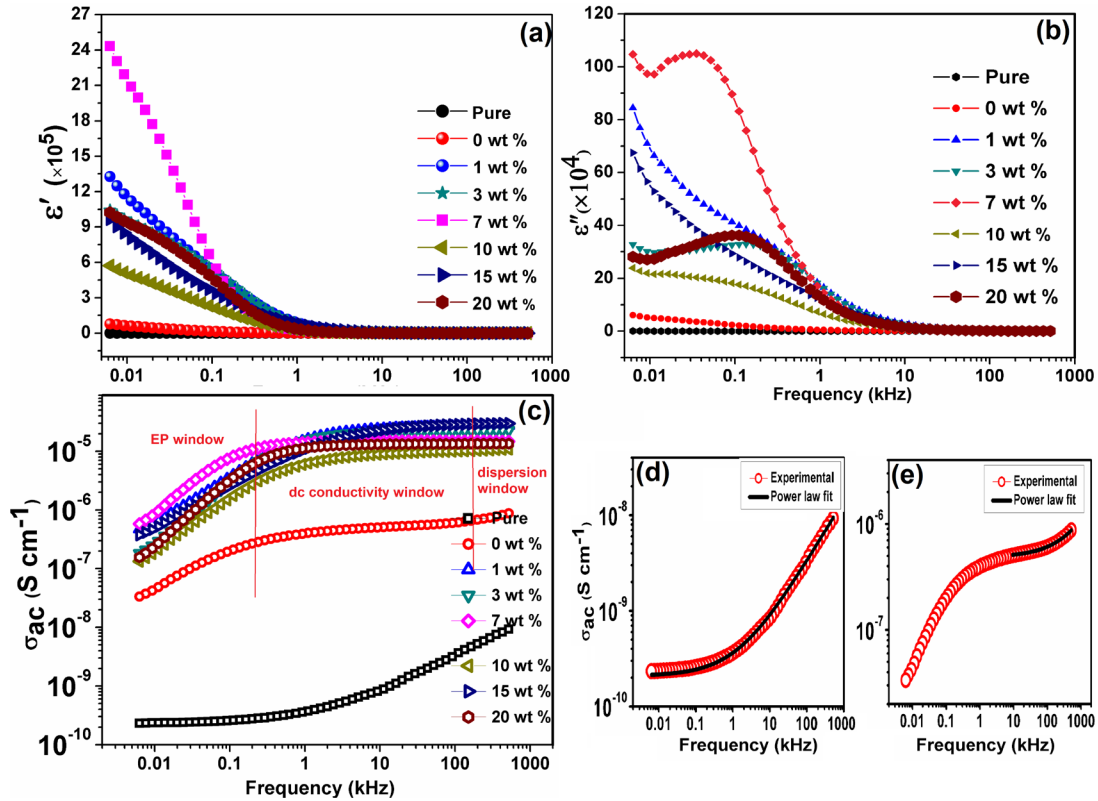 (a)
ε′ (×10⁵)
27
24
21
18
15
12
9
6
3
0
0.01 0.1 1 10 100 1000
Pure
0 wt %
1 wt %
3 wt %
7 wt %
10 wt %
15 wt %
20 wt %
(b)
ε″ (×10⁴)
120
100
80
60
40
20
0
0.01 0.1 1 10 100 1000
Frequency (kHz)
Pure
0 wt %
1 wt %
3 wt %
7 wt %
10 wt %
15 wt %
20 wt %
(c)
σac (S cm⁻¹)
10⁻⁵
10⁻⁶
10⁻⁷
10⁻⁸
10⁻⁹
10⁻¹⁰
EP window
dc conductivity window
dispersion
window
Pure
0 wt %
1 wt %
3 wt %
7 wt %
10 wt %
15 wt %
20 wt %
0.01 0.1 1 10 100 1000
Frequency (kHz)
(d)
Experimental
Power law fit
σac (S cm⁻¹)
10⁻⁸
10⁻⁹
10⁻¹⁰
0.01 0.1 1 10 100 1000
Frequency (kHz)
(e)
Experimental
Power law fit
10⁻⁶
10⁻⁷
0.01 0.1 1 10 100 1000
Frequency (kHz)